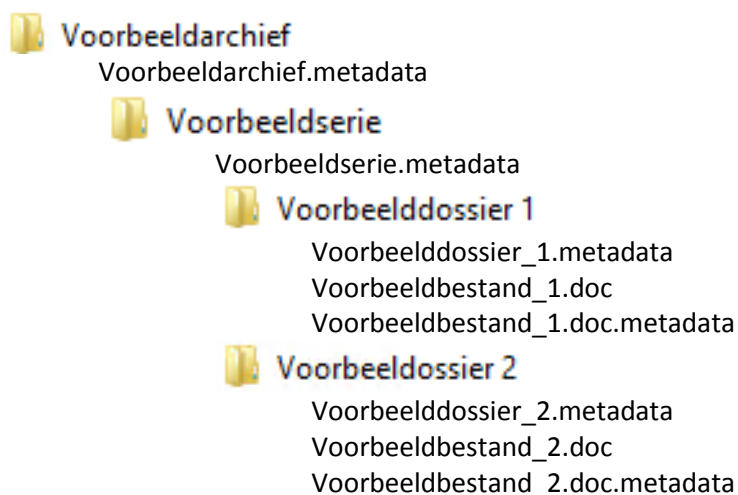 Voorbeeldarchief
Voorbeeldarchief.metadata
Voorbeeldserie
Voorbeeldserie.metadata
Voorbeelddossier 1
Voorbeelddossier_1.metadata
Voorbeeldbestand_1.doc
Voorbeeldbestand_1.doc.metadata
Voorbeeldossier 2
Voorbeelddossier_2.metadata
Voorbeeldbestand_2.doc
Voorbeeldbestand_2.doc.metadata